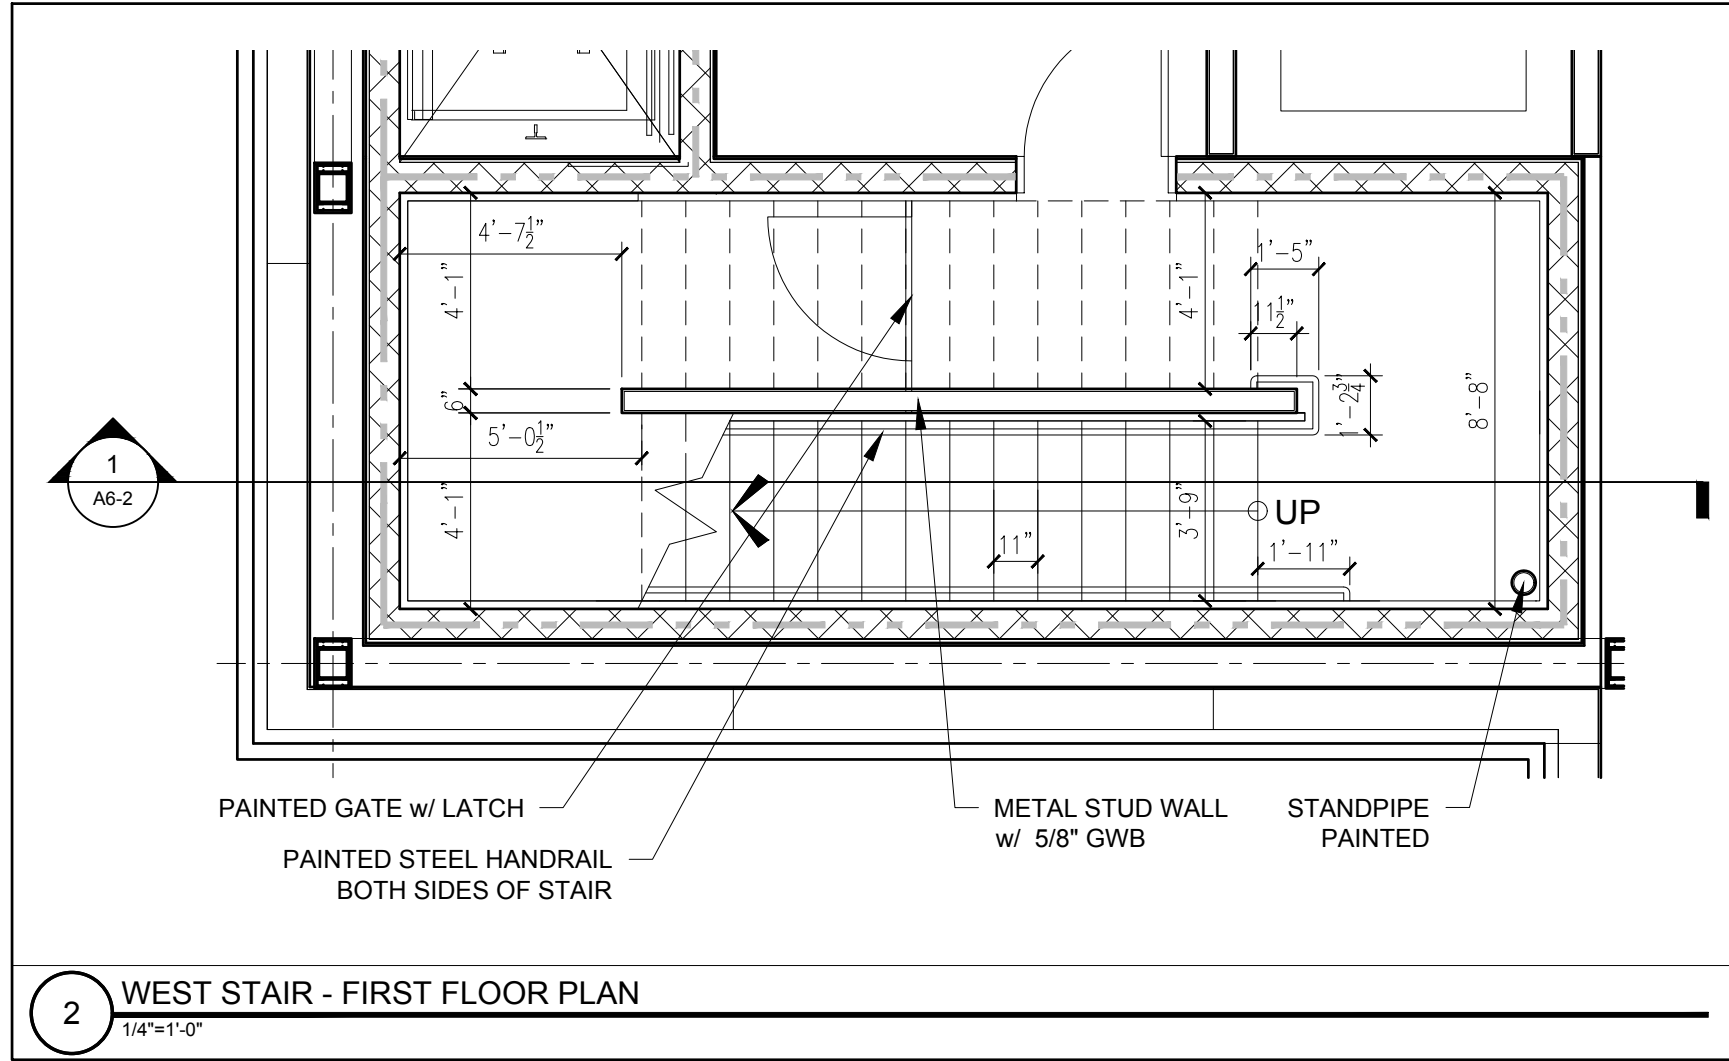 4'-7½"
1'-5"
4'-1"
4'-1"
11½"
6"
1'-2¾"
8'-8"
5'-0½"
1
A6-2
4'-1"
3'-9"
UP
11"
1'-11"
PAINTED GATE w/ LATCH
METAL STUD WALL
w/ 5/8" GWB
STANDPIPE
PAINTED
PAINTED STEEL HANDRAIL
BOTH SIDES OF STAIR
2
WEST STAIR - FIRST FLOOR PLAN
1/4"=1'-0"